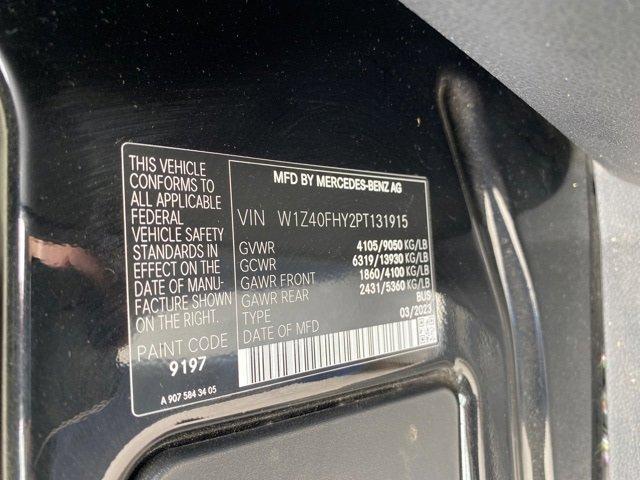 THIS VEHICLE
CONFORMS TO
ALL APPLICABLE
FEDERAL
VEHICLE SAFETY
STANDARDS IN
EFFECT ON THE
DATE OF MANU-
FACTURE SHOWN
ON THE RIGHT.
PAINT CODE
9197
A 907 584 34 05
MFD BY MERCEDES-BENZ AG
VIN W1Z40FHY2PT131915
GVWR 4105/9050 KG/LB
GCWR 6319/13930 KG/LB
GAWR FRONT 1860/4100 KG/LB
GAWR REAR 2431/5360 KG/LB
TYPE BUS
DATE OF MFD 03/2023